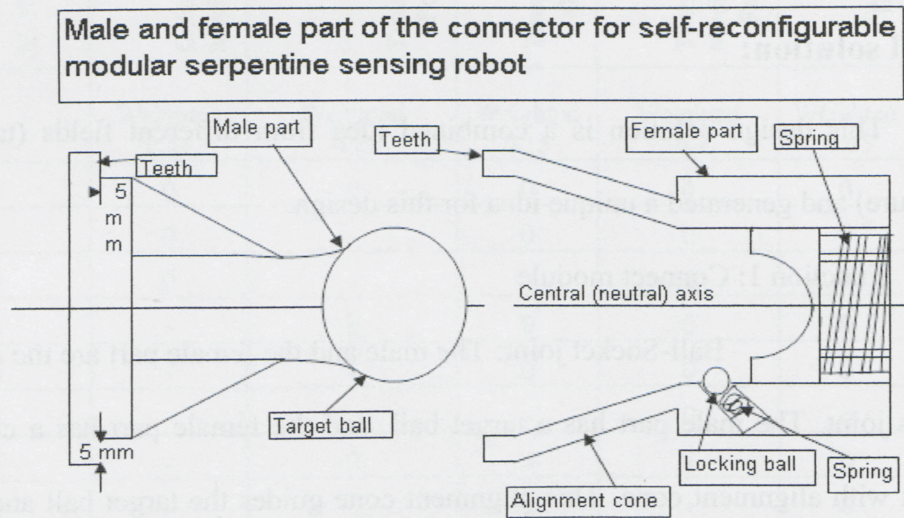 Male and female part of the connector for self-reconfigurable
modular serpentine sensing robot
Male part
Teeth
Teeth
Female part
Spring
5
m
m
Central (neutral) axis
Target ball
5 mm
Locking ball
Spring
Alignment cone